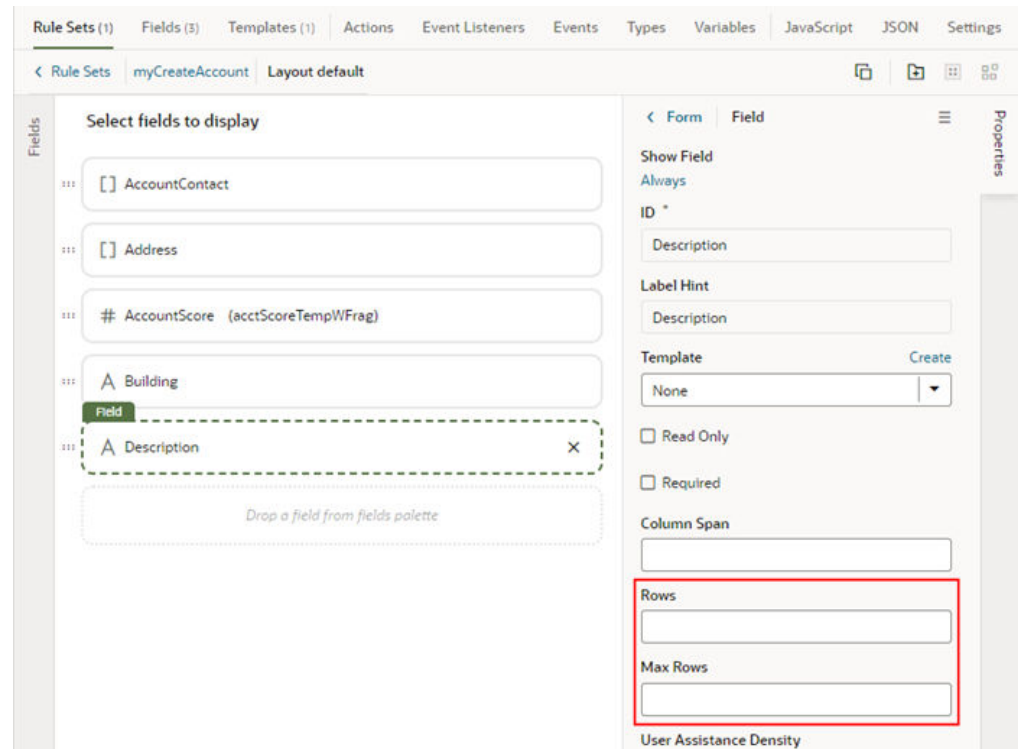 Rule Sets (1) Fields (3) Templates (1) Actions Event Listeners Events Types Variables JavaScript JSON Settings
< Rule Sets myCreateAccount Layout default
Fields
Select fields to display
[] AccountContact
[] Address
# AccountScore (acctScoreTempWFrag)
A Building
Field
A Description ×
Drop a field from fields palette
< Form Field
Properties
Show Field
Always
ID *
Description
Label Hint
Description
Template Create
None
Read Only
Required
Column Span
Rows
Max Rows
User Assistance Density